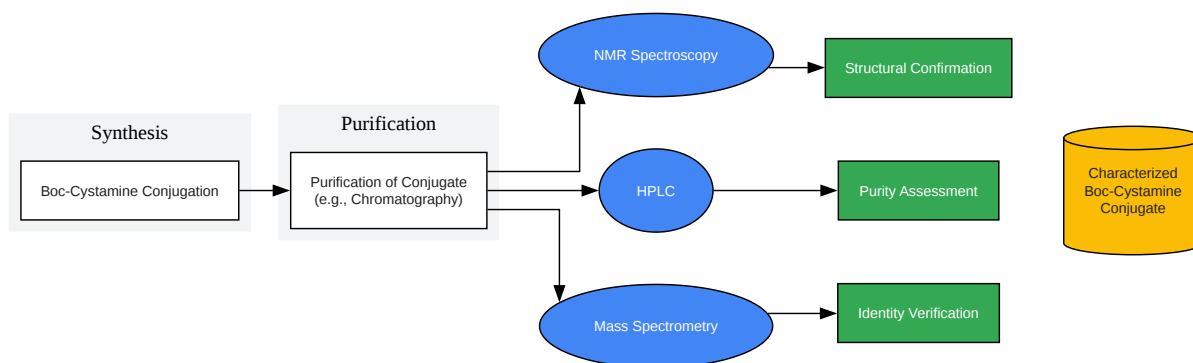 Synthesis
Boc-Cystamine Conjugation
Purification
Purification of Conjugate
(e.g., Chromatography)
NMR Spectroscopy
Structural Confirmation
HPLC
Purity Assessment
Mass Spectrometry
Identity Verification
Characterized
Boc-Cystamine
Conjugate